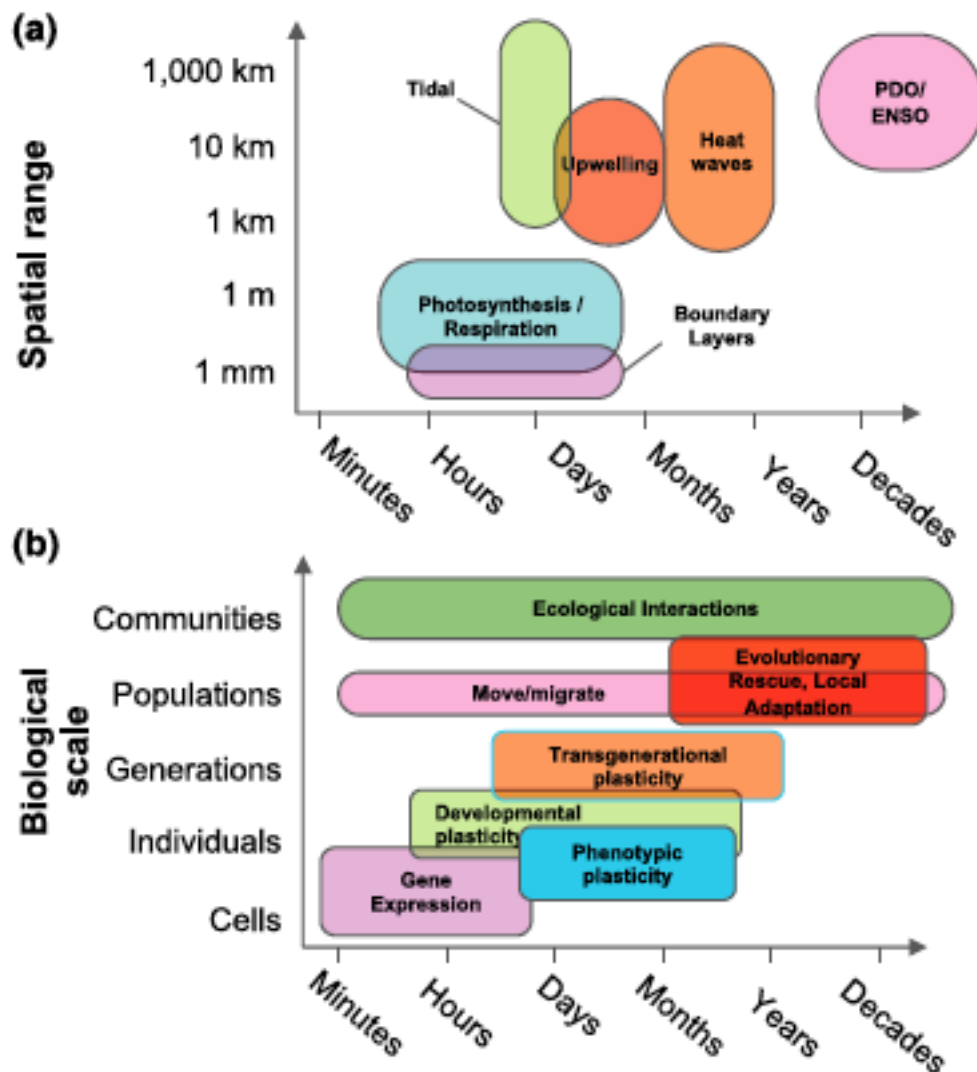 (a)
Spatial range
1,000 km
10 km
1 km
1 m
1 mm
Tidal
Upwelling
Heat
waves
PDO/
ENSO
Photosynthesis /
Respiration
Boundary
Layers
Minutes
Hours
Days
Months
Years
Decades
(b)
Biological
scale
Communities
Populations
Generations
Individuals
Cells
Ecological Interactions
Evolutionary
Rescue, Local
Adaptation
Move/migrate
Transgenerational
plasticity
Developmental
plasticity
Phenotypic
plasticity
Gene
Expression
Minutes
Hours
Days
Months
Years
Decades